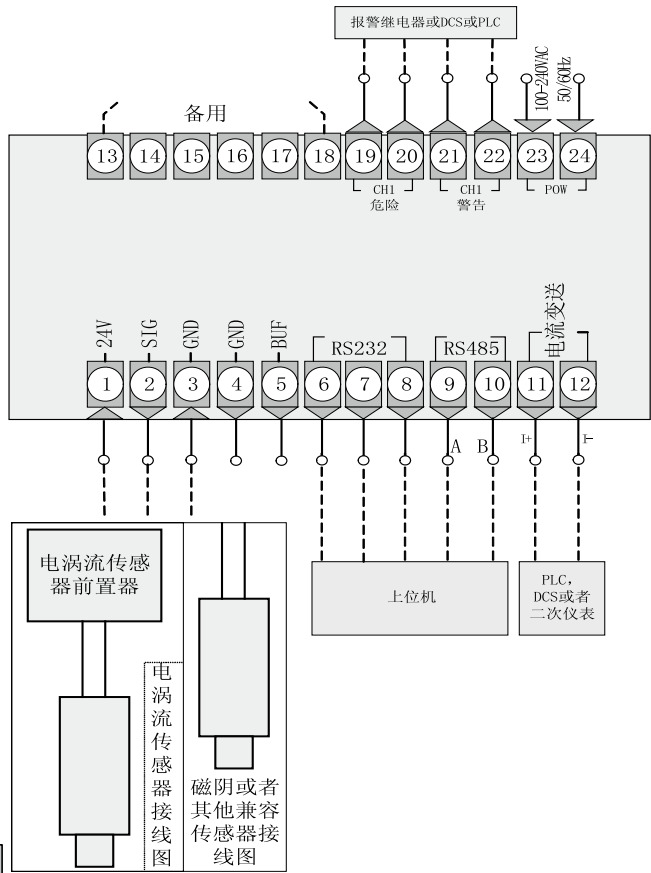 报警继电器或DCS或PLC
100-240VAC
50/60Hz
备用
13 14 15 16 17 18 19 20 21 22 23 24
CH1
危险
CH1
警告
POW
24V
SIG
GND
GND
BUF
RS232
RS485
电流变送
1 2 3 4 5 6 7 8 9 10 11 12
A
B
I+
I-
电涡流传感
器前置器
上位机
PLC,
DCS或者
二次仪表
电涡流传感器接线图
磁阴或者
其他兼容
传感器接
线图